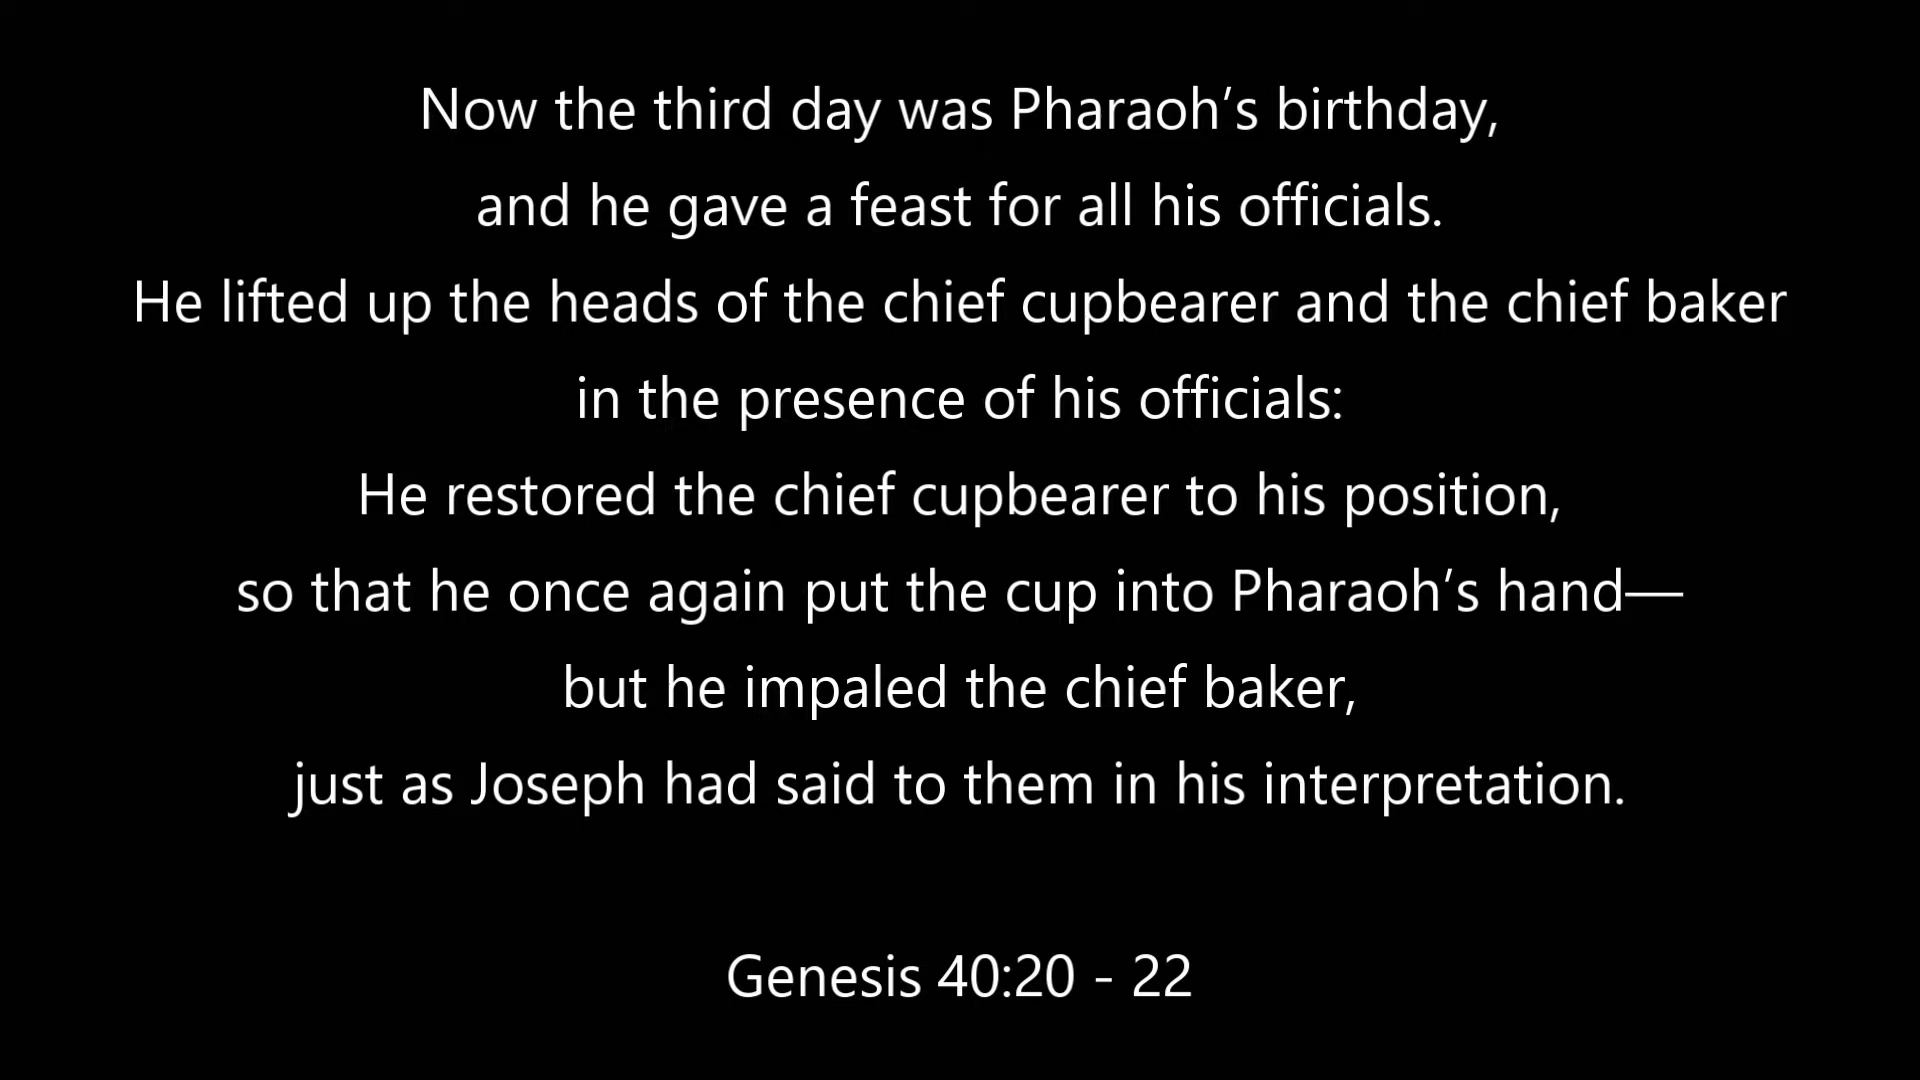 Now the third day was Pharaoh’s birthday,
and he gave a feast for all his officials.
He lifted up the heads of the chief cupbearer and the chief baker
in the presence of his officials:
He restored the chief cupbearer to his position,
so that he once again put the cup into Pharaoh’s hand—
but he impaled the chief baker,
just as Joseph had said to them in his interpretation.
Genesis 40:20 - 22